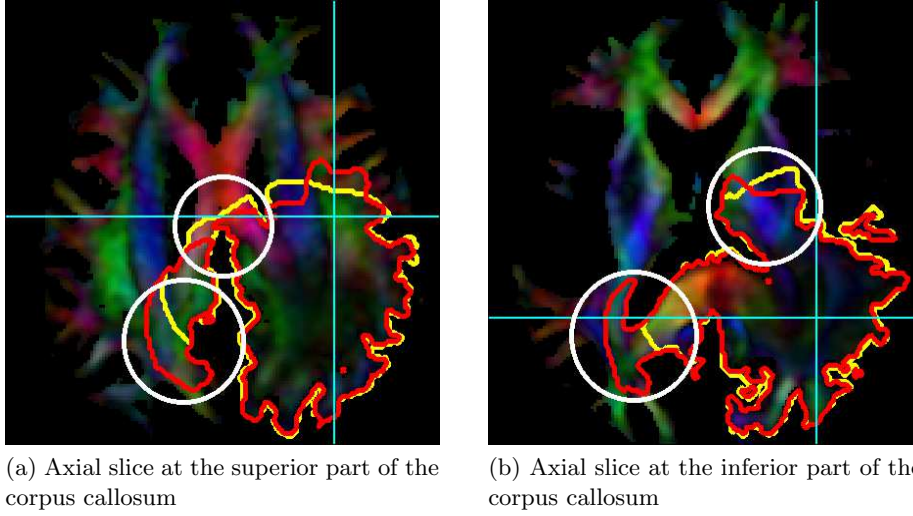 (a) Axial slice at the superior part of the
corpus callosum
(b) Axial slice at the inferior part of the
corpus callosum